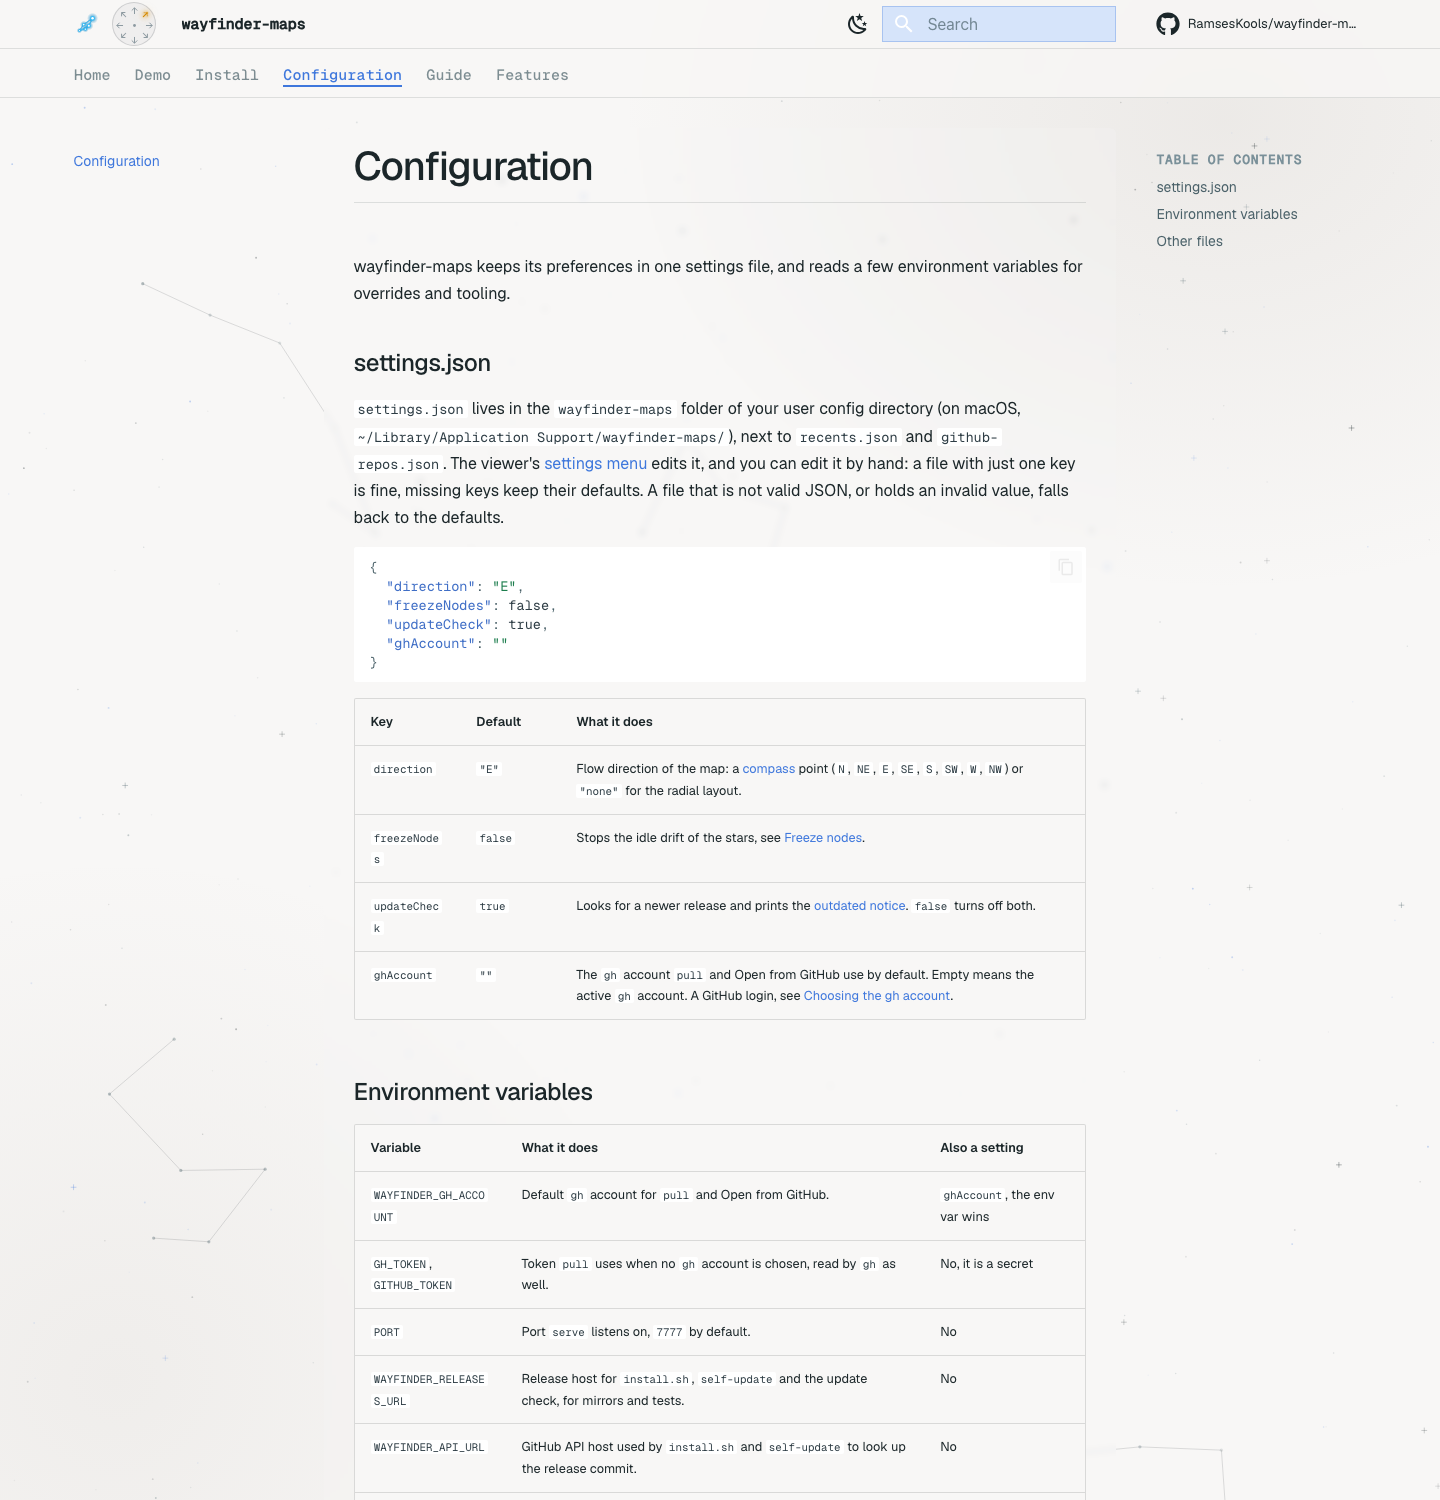 wayfinder-maps
Search
RamsesKools/wayfinder-m...
Home Demo Install Configuration Guide Features
Configuration
Configuration
TABLE OF CONTENTS
settings.json
Environment variables
Other files
wayfinder-maps keeps its preferences in one settings file, and reads a few environment variables for
overrides and tooling.
settings.json
settings.json lives in the wayfinder-maps folder of your user config directory (on macOS,
~/Library/Application Support/wayfinder-maps/ ), next to recents.json and github-
repos.json . The viewer's settings menu edits it, and you can edit it by hand: a file with just one key
is fine, missing keys keep their defaults. A file that is not valid JSON, or holds an invalid value, falls
back to the defaults.
{
"direction": "E",
"freezeNodes": false,
"updateCheck": true,
"ghAccount": ""
}
Key Default What it does
direction "E" Flow direction of the map: a compass point ( N , NE , E , SE , S , SW , W , NW ) or
"none" for the radial layout.
freezeNode false Stops the idle drift of the stars, see Freeze nodes.
s
updateChec true Looks for a newer release and prints the outdated notice. false turns off both.
k
ghAccount "" The gh account pull and Open from GitHub use by default. Empty means the
active gh account. A GitHub login, see Choosing the gh account.
Environment variables
Variable What it does Also a setting
WAYFINDER_GH_ACCO Default gh account for pull and Open from GitHub. ghAccount , the env
UNT var wins
GH_TOKEN , Token pull uses when no gh account is chosen, read by gh as No, it is a secret
GITHUB_TOKEN well.
PORT Port serve listens on, 7777 by default. No
WAYFINDER_RELEASE Release host for install.sh , self-update and the update No
S_URL check, for mirrors and tests.
WAYFINDER_API_URL GitHub API host used by install.sh and self-update to look up No
the release commit.